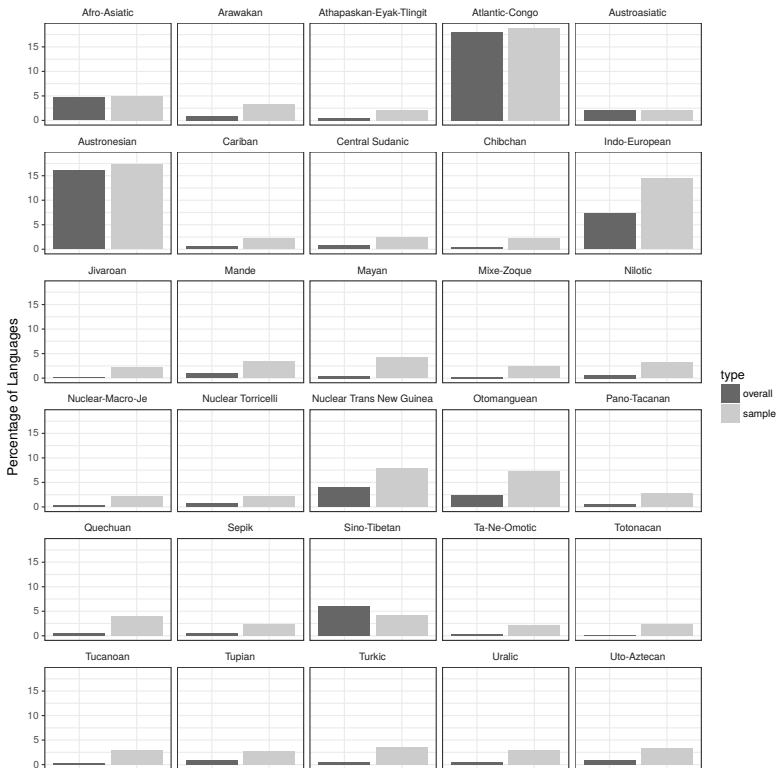 Afro-Asiatic Arawakan Athapaskan-Eyak-Tlingit Atlantic-Congo Austroasiatic
15
10
5
0
Austronesian Cariban Central Sudanic Chibchan Indo-European
15
10
5
0
Jivaroan Mande Mayan Mixe-Zoque Nilotic
15
10
5
0
Nuclear-Macro-Je Nuclear Torricelli Nuclear Trans New Guinea Otomanguean Pano-Tacanan
15
10
5
0
Quechuan Sepik Sino-Tibetan Ta-Ne-Omotic Totonacan
15
10
5
0
Tucanoan Tupian Turkic Uralic Uto-Aztecan
15
10
5
0
Percentage of Languages
type
overall
sample